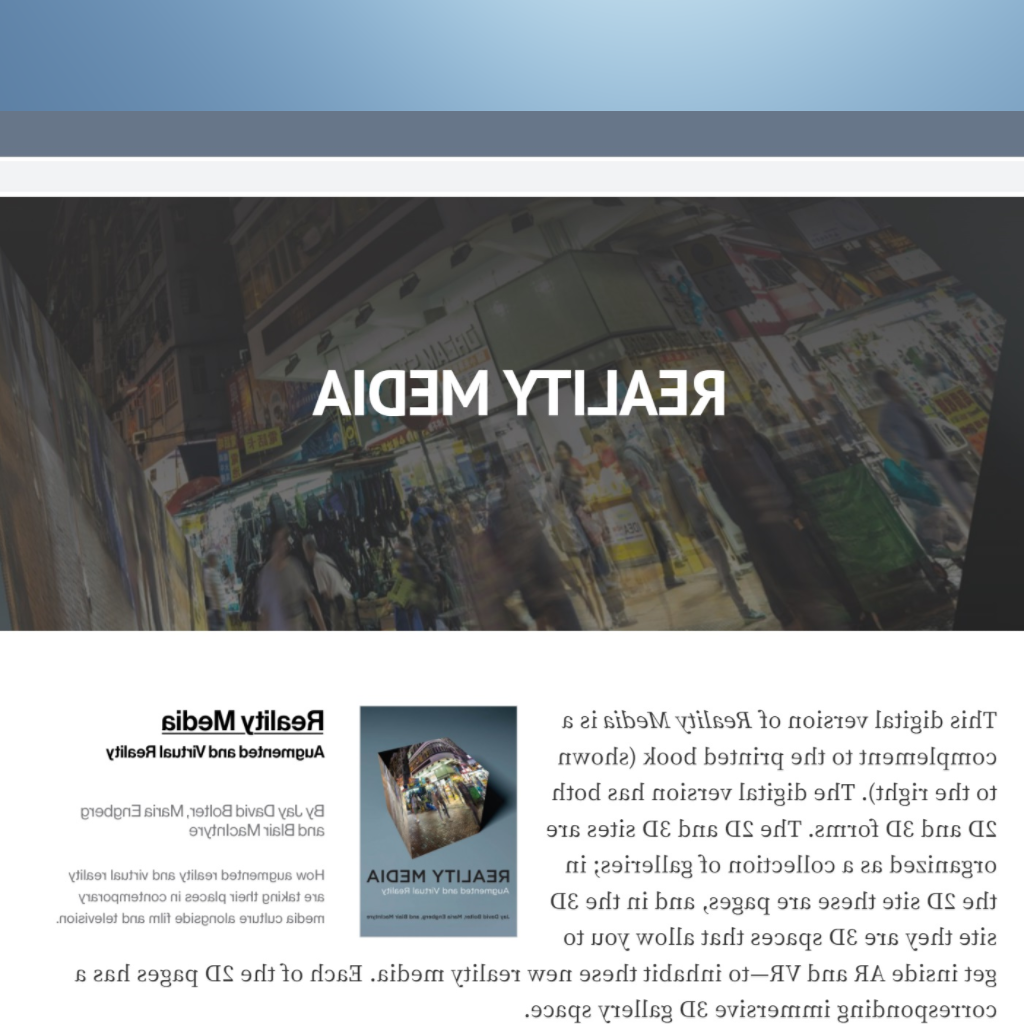 REALITY MEDIA
This digital version of Reality Media is a
complement to the printed book (shown
to the right). The digital version has both
2D and 3D forms. The 2D and 3D sites are
organized as a collection of galleries; in
the 2D site these are pages, and in the 3D
site they are 3D spaces that allow you to
get inside AR and VR—to inhabit these new reality media. Each of the 2D pages has a
corresponding immersive 3D gallery space.
REALITY MEDIA
Augmented and Virtual Reality
Jay David Bolter, Maria Engberg, and Blair MacIntyre
Reality Media
Augmented and Virtual Reality
By Jay David Bolter, Maria Engberg
and Blair MacIntyre
How augmented reality and virtual reality
are taking their places in contemporary
media culture alongside film and television.